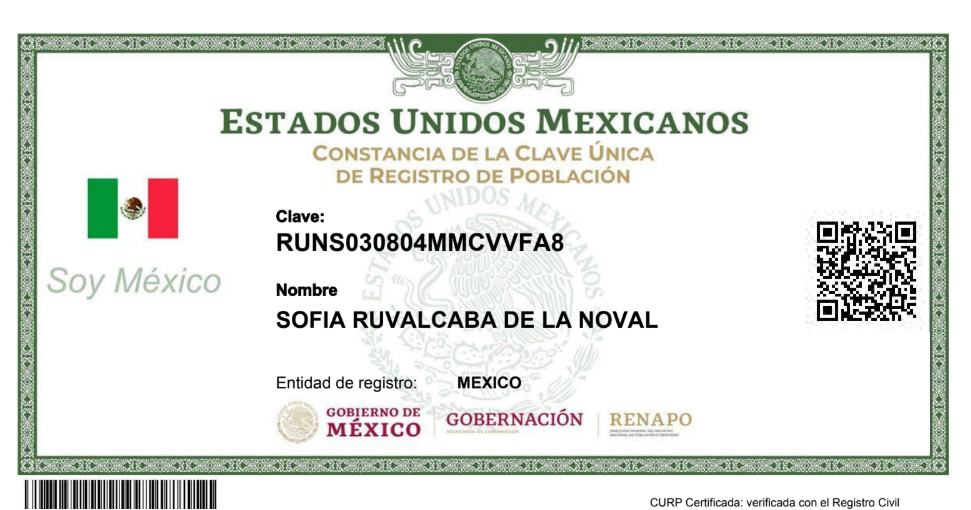 ESTADOS UNIDOS MEXICANOS
CONSTANCIA DE LA CLAVE ÚNICA
DE REGISTRO DE POBLACIÓN
Clave:
RUNS030804MMCVVFA8
Soy México
Nombre
SOFIA RUVALCABA DE LA NOVAL
Entidad de registro: MEXICO
GOBIERNO DE
MÉXICO
GOBERNACIÓN
SECRETARÍA DE GOBERNACIÓN
RENAPO
DIRECCIÓN GENERAL DEL REGISTRO
NACIONAL DE POBLACIÓN E IDENTIDAD
CURP Certificada: verificada con el Registro Civil